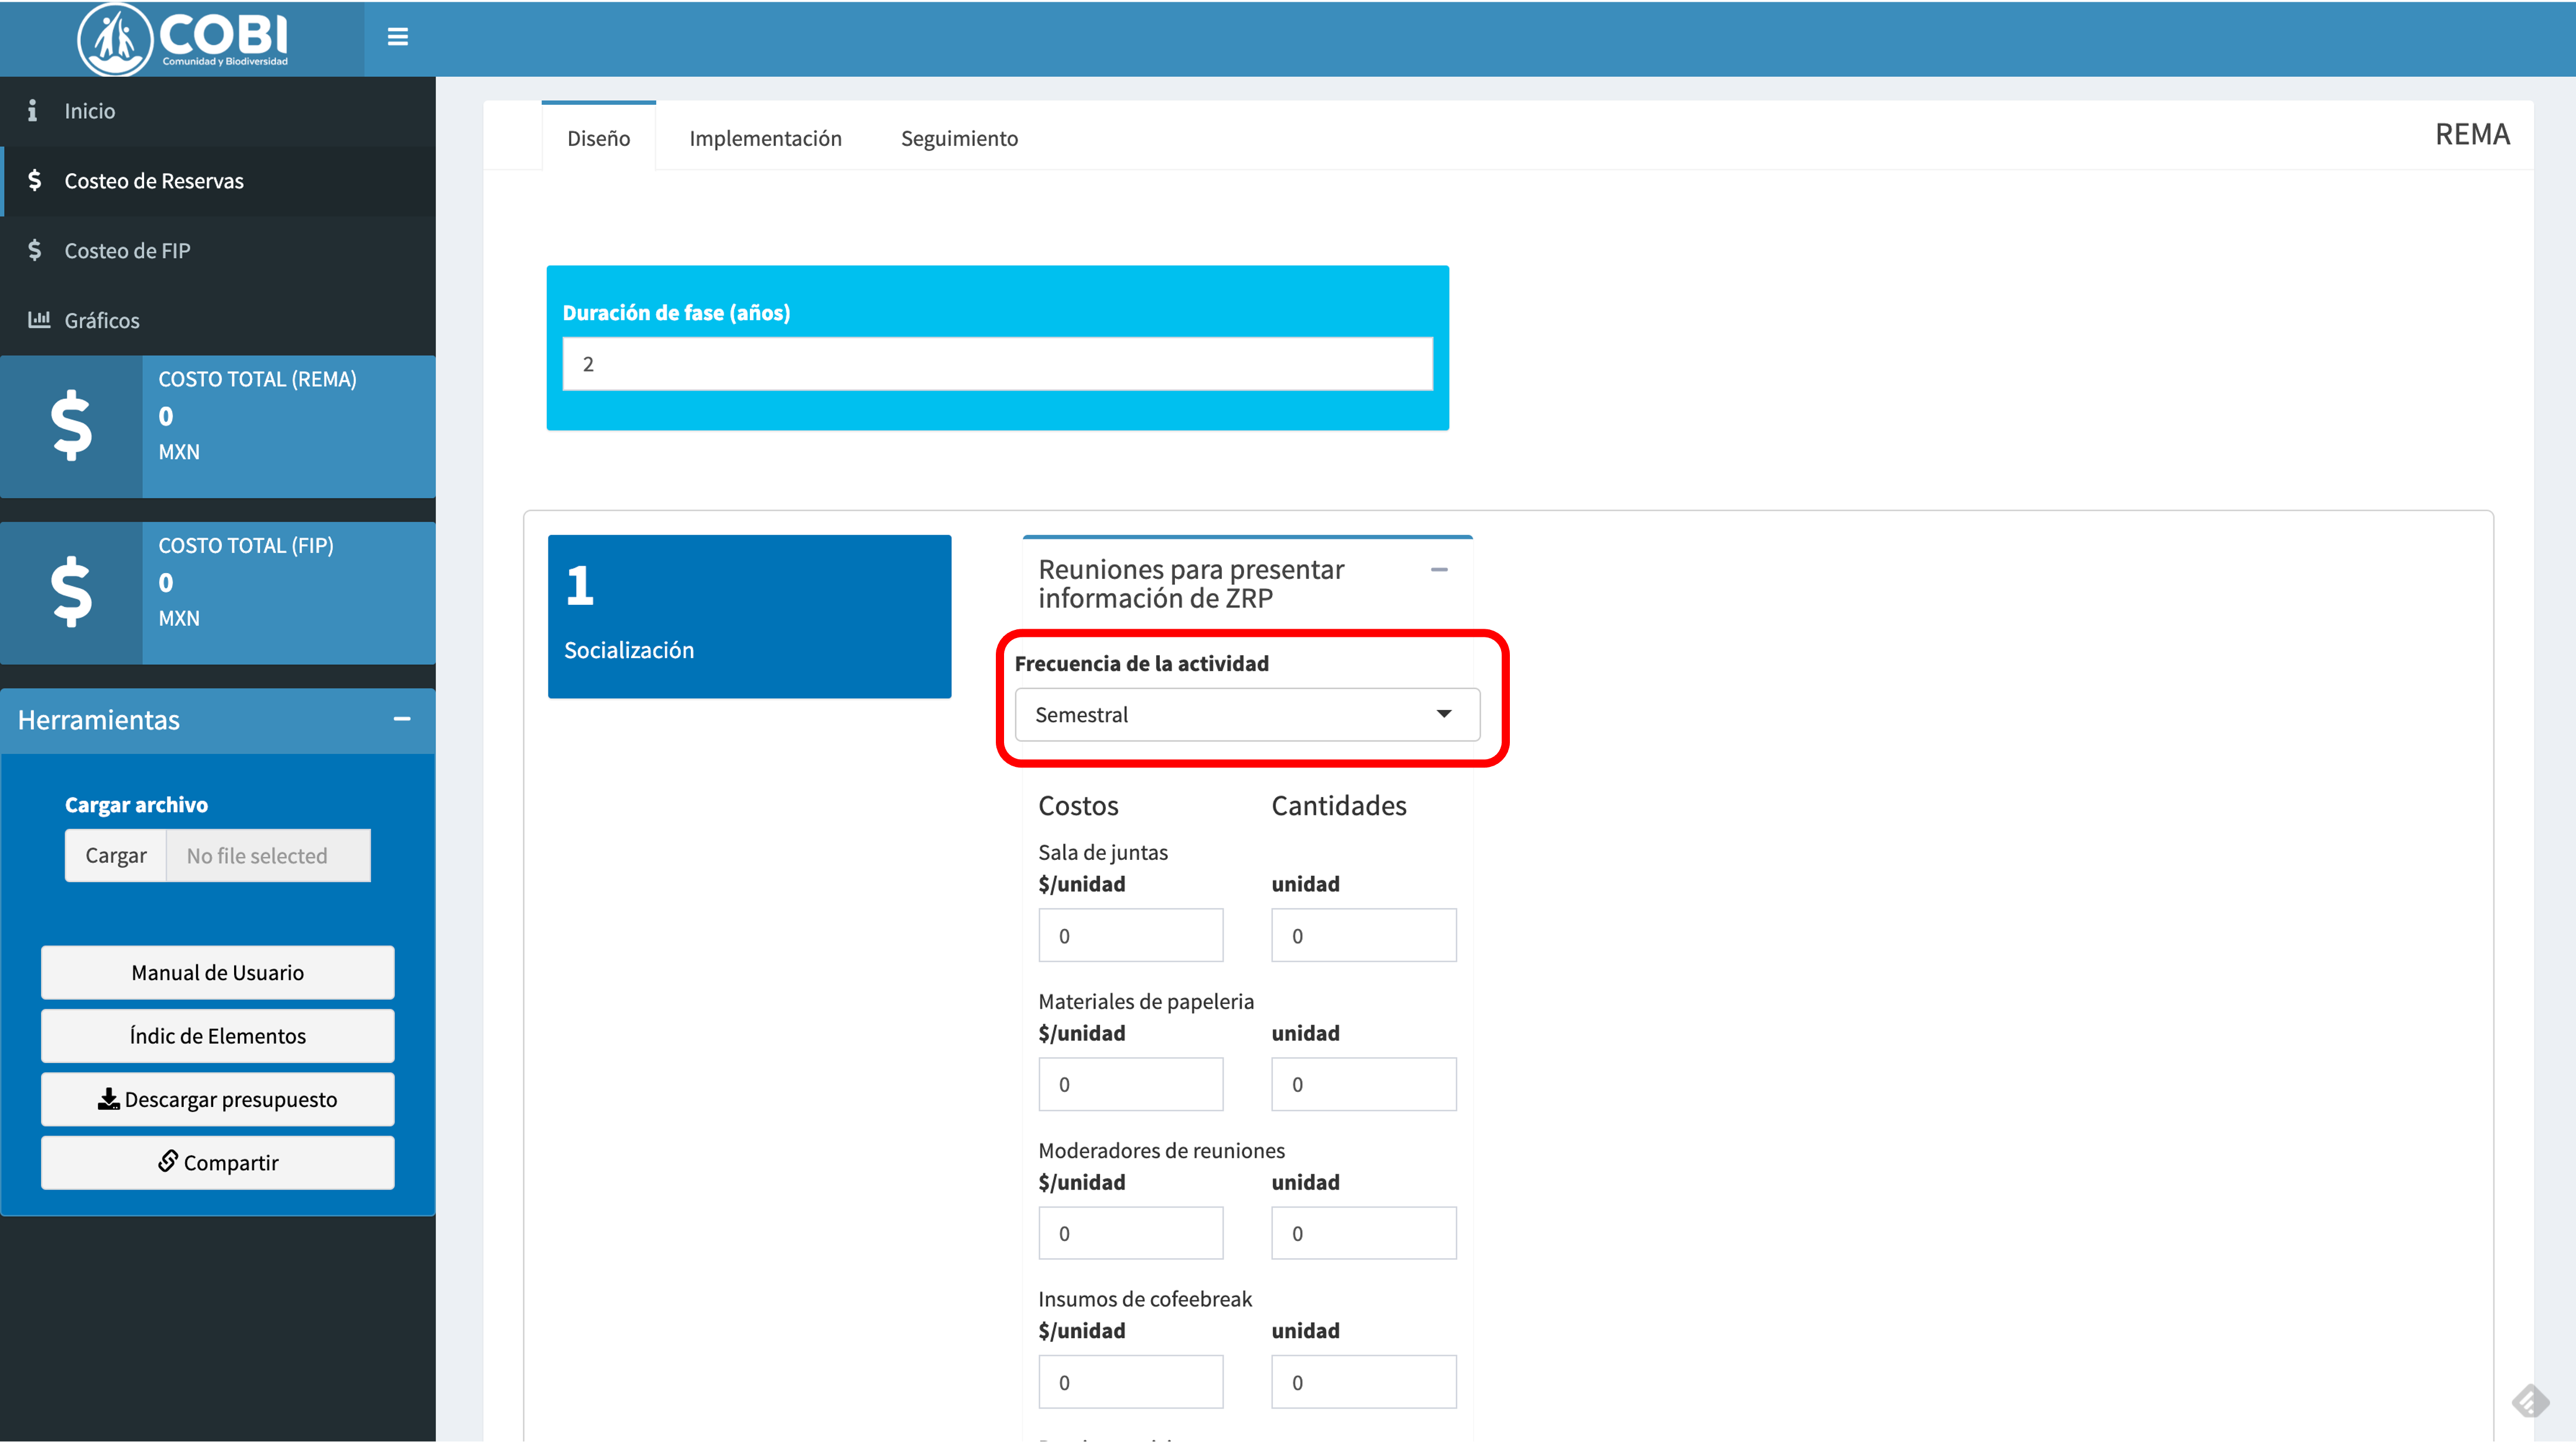 COBI
Comunidad y Biodiversidad
Inicio
Costeo de Reservas
Costeo de FIP
Gráficos
COSTO TOTAL (REMA)
0
MXN
COSTO TOTAL (FIP)
0
MXN
Herramientas
Cargar archivo
Cargar No file selected
Manual de Usuario
Índic de Elementos
Descargar presupuesto
Compartir
Diseño Implementación Seguimiento REMA
Duración de fase (años)
2
1
Socialización
Reuniones para presentar
información de ZRP
Frecuencia de la actividad
Semestral
Costos Cantidades
Sala de juntas
$/unidad unidad
0 0
Materiales de papeleria
$/unidad unidad
0 0
Moderadores de reuniones
$/unidad unidad
0 0
Insumos de cofeebreak
$/unidad unidad
0 0